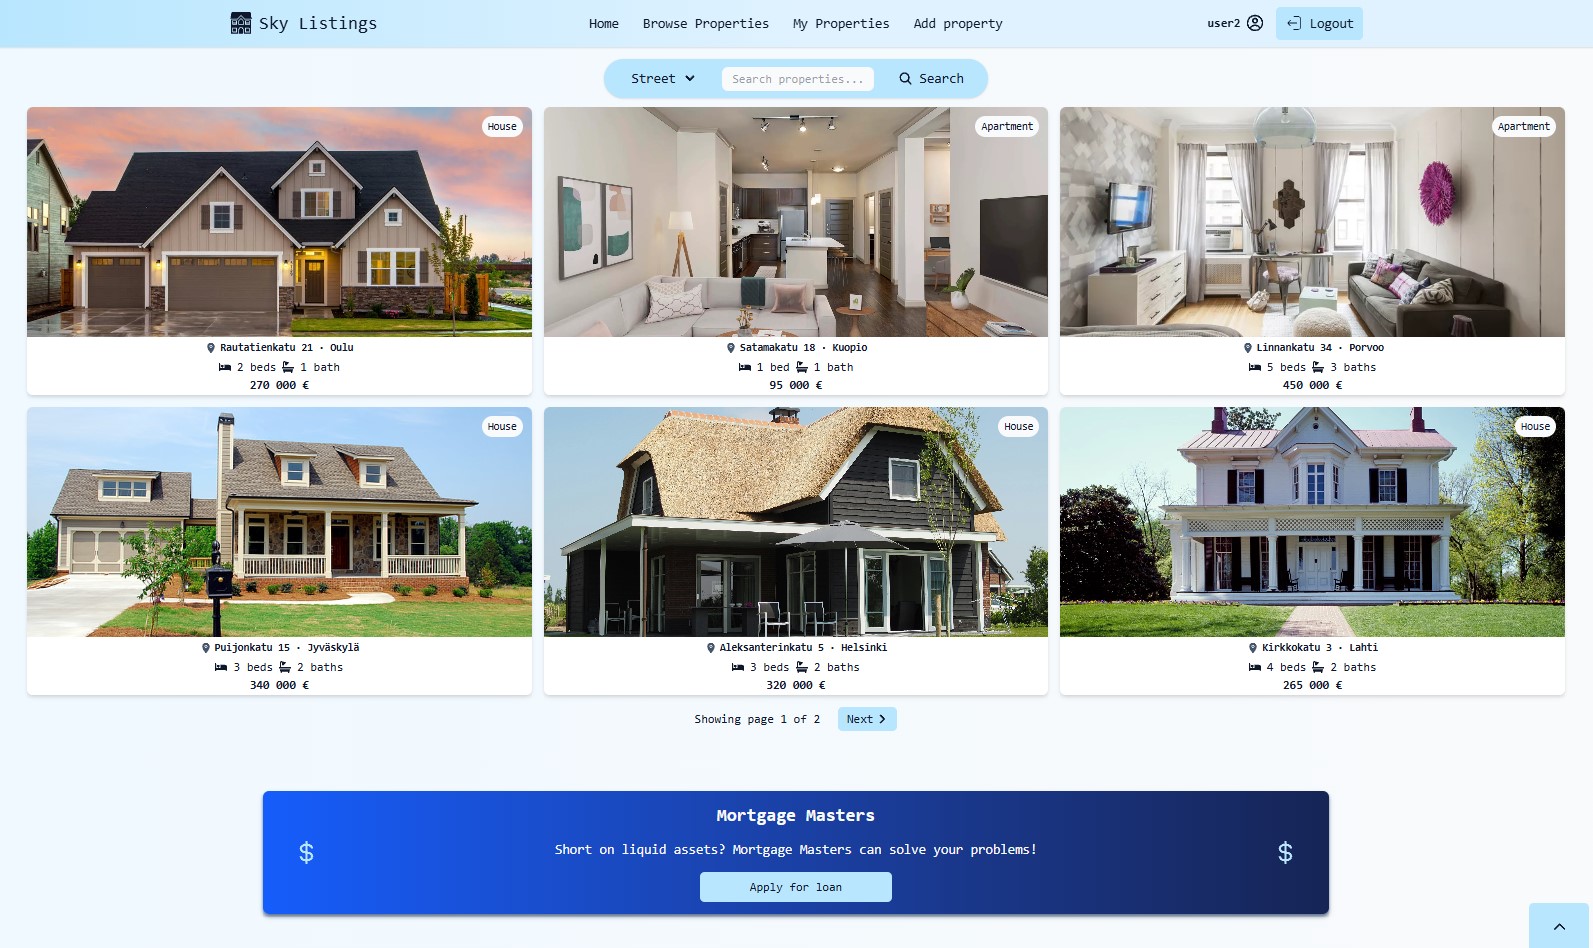 Sky Listings
Home Browse Properties My Properties Add property
user2 Logout
Street Search properties... Search
House
Rautatienkatu 21 · Oulu
2 beds 1 bath
270 000 €
Apartment
Satamakatu 18 · Kuopio
1 bed 1 bath
95 000 €
Apartment
Linnankatu 34 · Porvoo
5 beds 3 baths
450 000 €
House
Puijonkatu 15 · Jyväskylä
3 beds 2 baths
340 000 €
House
Aleksanterinkatu 5 · Helsinki
3 beds 2 baths
320 000 €
House
Kirkkokatu 3 · Lahti
4 beds 2 baths
265 000 €
Showing page 1 of 2 Next
Mortgage Masters
$ Short on liquid assets? Mortgage Masters can solve your problems! $
Apply for loan